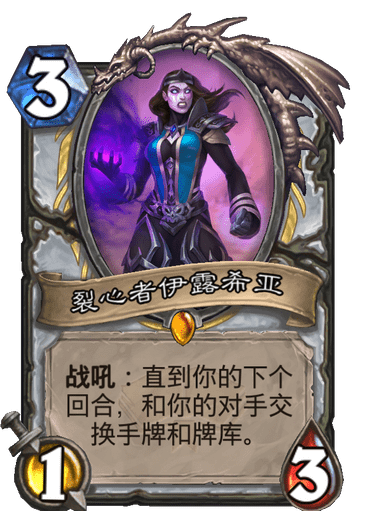 3
裂心者伊露希亚
战吼：直到你的下个
回合，和你的对手交
换手牌和牌库。
1
3